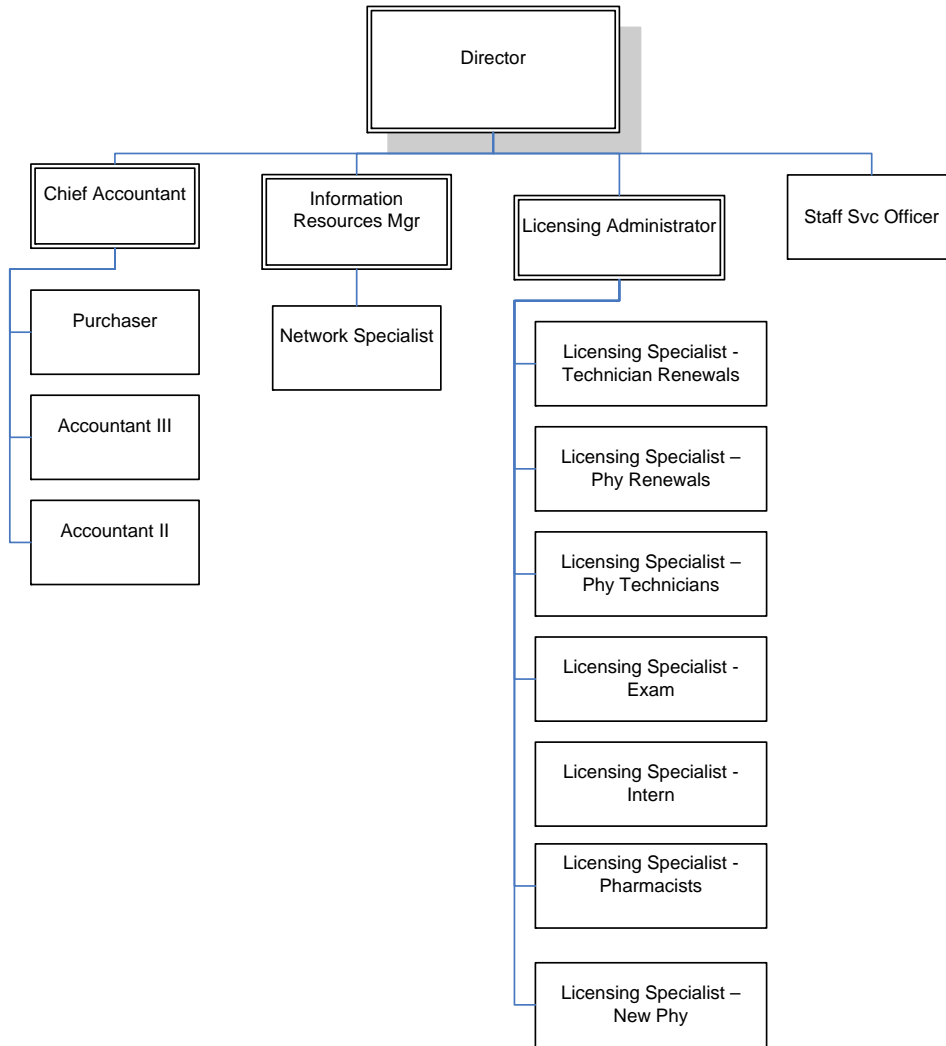 Director
Chief Accountant
Information
Resources Mgr
Licensing Administrator
Staff Svc Officer
Purchaser
Accountant III
Accountant II
Network Specialist
Licensing Specialist -
Technician Renewals
Licensing Specialist –
Phy Renewals
Licensing Specialist –
Phy Technicians
Licensing Specialist -
Exam
Licensing Specialist -
Intern
Licensing Specialist -
Pharmacists
Licensing Specialist –
New Phy